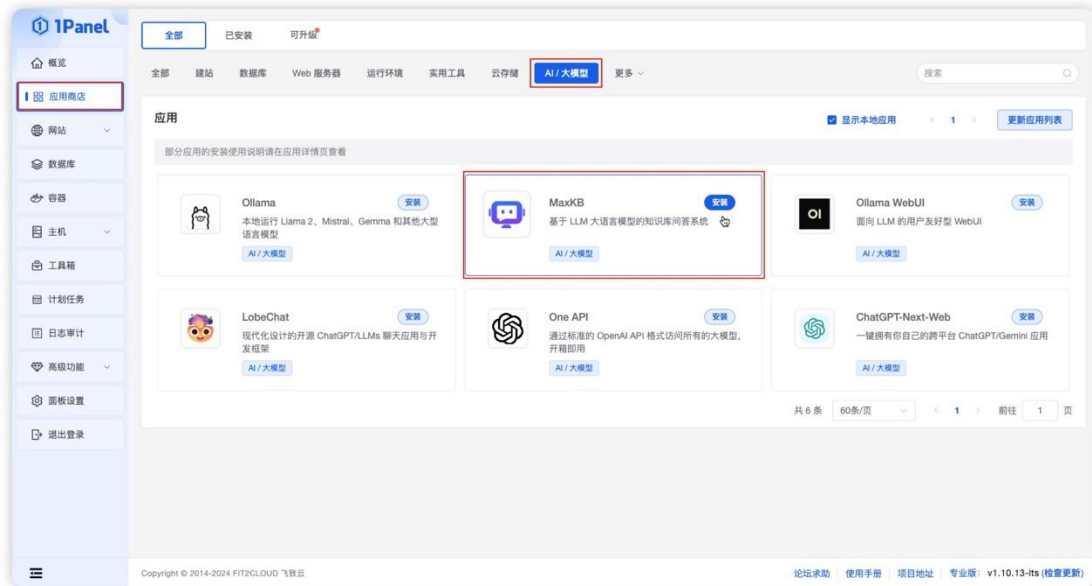 1Panel
概览
应用商店
网站
数据库
容器
主机
工具箱
计划任务
日志审计
高级功能
面板设置
退出登录
全部 已安装 可升级
全部 建站 数据库 Web 服务器 运行环境 实用工具 云存储 AI / 大模型 更多 搜索
应用 显示本地应用 1 更新应用列表
部分应用的安装使用说明请在应用详情页查看
Ollama 安装
本地运行 Llama 2、Mistral、Gemma 和其他大型
语言模型
AI / 大模型
MaxKB 安装
基于 LLM 大语言模型的知识库问答系统
AI / 大模型
OI
Ollama WebUI 安装
面向 LLM 的用户友好型 WebUI
AI / 大模型
LobeChat 安装
现代化设计的开源 ChatGPT/LLMs 聊天应用与开
发框架
AI / 大模型
One API 安装
通过标准的 OpenAI API 格式访问所有的大模型，
开箱即用
AI / 大模型
ChatGPT-Next-Web 安装
一键拥有你自己的跨平台 ChatGPT/Gemini 应用
AI / 大模型
共 6 条 60条/页 1 前往 1 页
Copyright © 2014-2024 FIT2CLOUD 飞致云 论坛求助 使用手册 项目地址 专业版: v1.10.13-lts (检查更新)